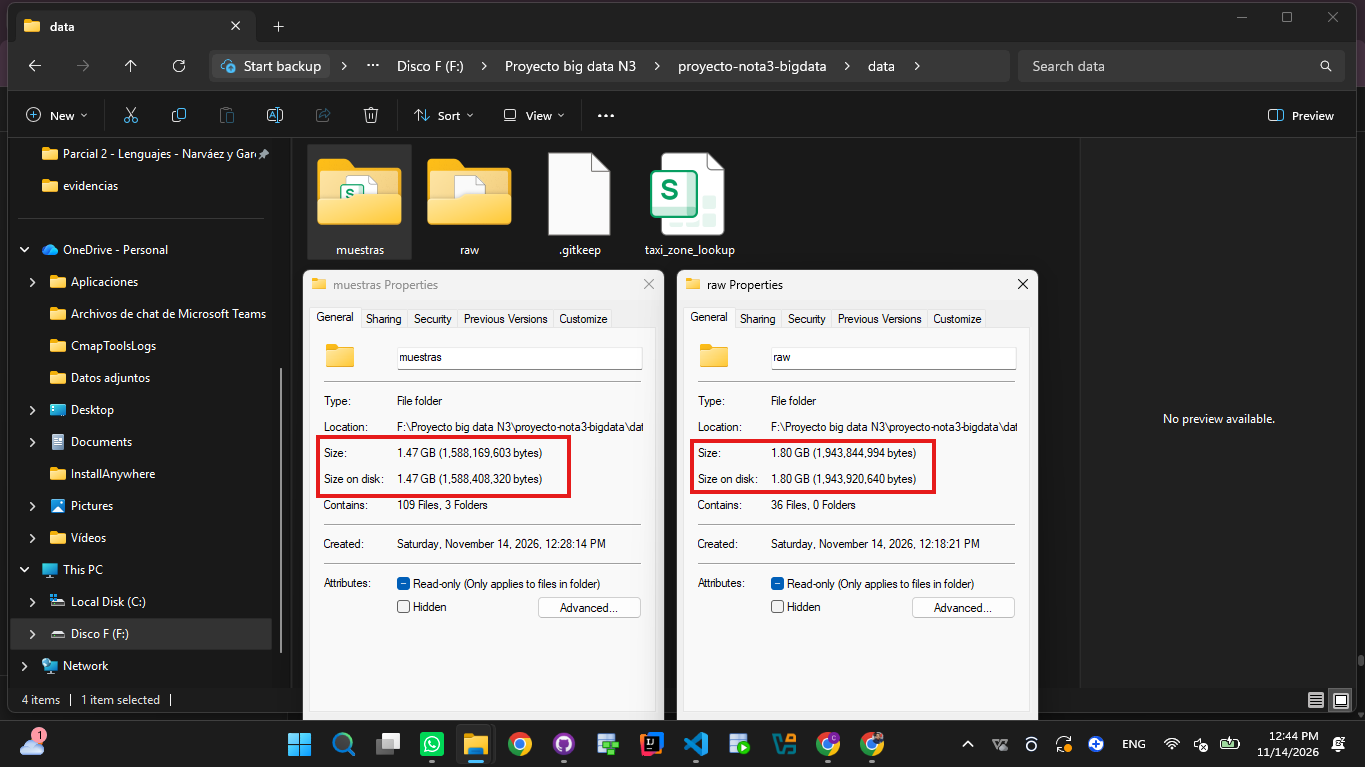 data
Start backup > ... Disco F (F:) > Proyecto big data N3 > proyecto-nota3-bigdata > data >
Search data
New
Sort
View
...
Preview
Parcial 2 - Lenguajes - Narváez y Gar
evidencias
OneDrive - Personal
Aplicaciones
Archivos de chat de Microsoft Teams
CmapToolsLogs
Datos adjuntos
Desktop
Documents
InstallAnywhere
Pictures
Vídeos
This PC
Local Disk (C:)
Disco F (F:)
Network
4 items
1 item selected
muestras
raw
.gitkeep
S
taxi_zone_lookup
No preview available.
muestras Properties
General
Sharing
Security
Previous Versions
Customize
muestras
Type: File folder
Location: F:\Proyecto big data N3\proyecto-nota3-bigdata\dat
Size: 1.47 GB (1,588,169,603 bytes)
Size on disk: 1.47 GB (1,588,408,320 bytes)
Contains: 109 Files, 3 Folders
Created: Saturday, November 14, 2026, 12:28:14 PM
Attributes: Read-only (Only applies to files in folder)
Hidden
Advanced...
raw Properties
General
Sharing
Security
Previous Versions
Customize
raw
Type: File folder
Location: F:\Proyecto big data N3\proyecto-nota3-bigdata\dat
Size: 1.80 GB (1,943,844,994 bytes)
Size on disk: 1.80 GB (1,943,920,640 bytes)
Contains: 36 Files, 0 Folders
Created: Saturday, November 14, 2026, 12:18:21 PM
Attributes: Read-only (Only applies to files in folder)
Hidden
Advanced...
1
ENG
12:44 PM
11/14/2026